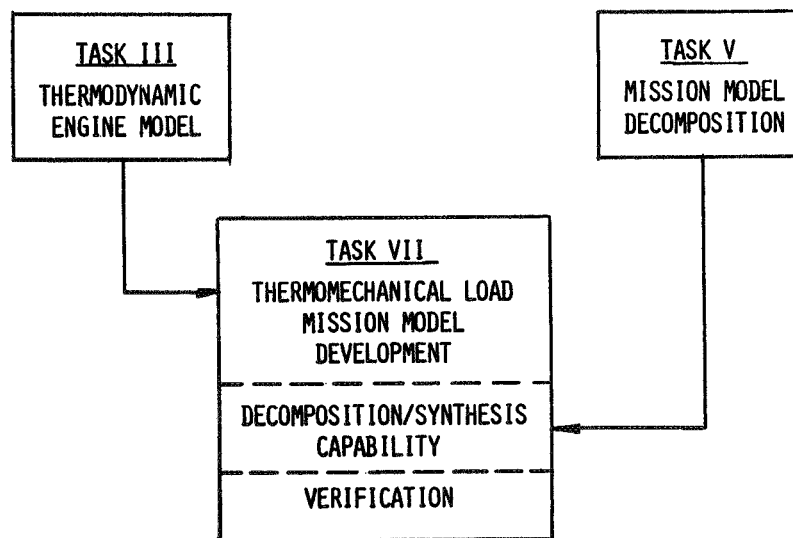 TASK III
THERMODYNAMIC
ENGINE MODEL
TASK V
MISSION MODEL
DECOMPOSITION
TASK VII
THERMOMECHANICAL LOAD
MISSION MODEL
DEVELOPMENT
DECOMPOSITION/SYNTHESIS
CAPABILITY
VERIFICATION